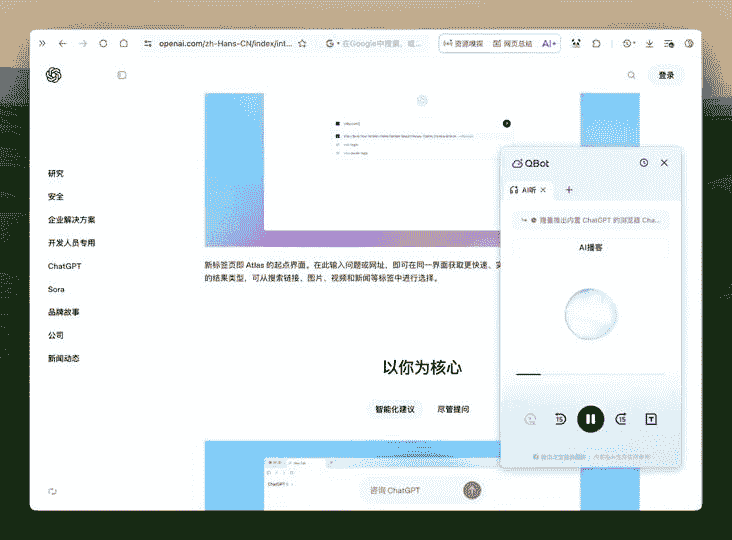 openai.com/zh-Hans-CN/index/int...
在Google中搜索，或...
资源嗅探
网页总结
AI+
登录
研究
安全
企业解决方案
开发人员专用
ChatGPT
Sora
品牌故事
公司
新闻动态
新标签页即 Atlas 的起点界面。在此输入问题或网址，即可在同一界面获取更快速、
的结果类型，可从搜索链接、图片、视频和新闻等标签中进行选择。
以你为核心
智能化建议
尽管提问
ChatGPT
咨询 ChatGPT
QBot
AI听
隆重推出内置 ChatGPT 的浏览器 Cha...
AI播客
15
15
T